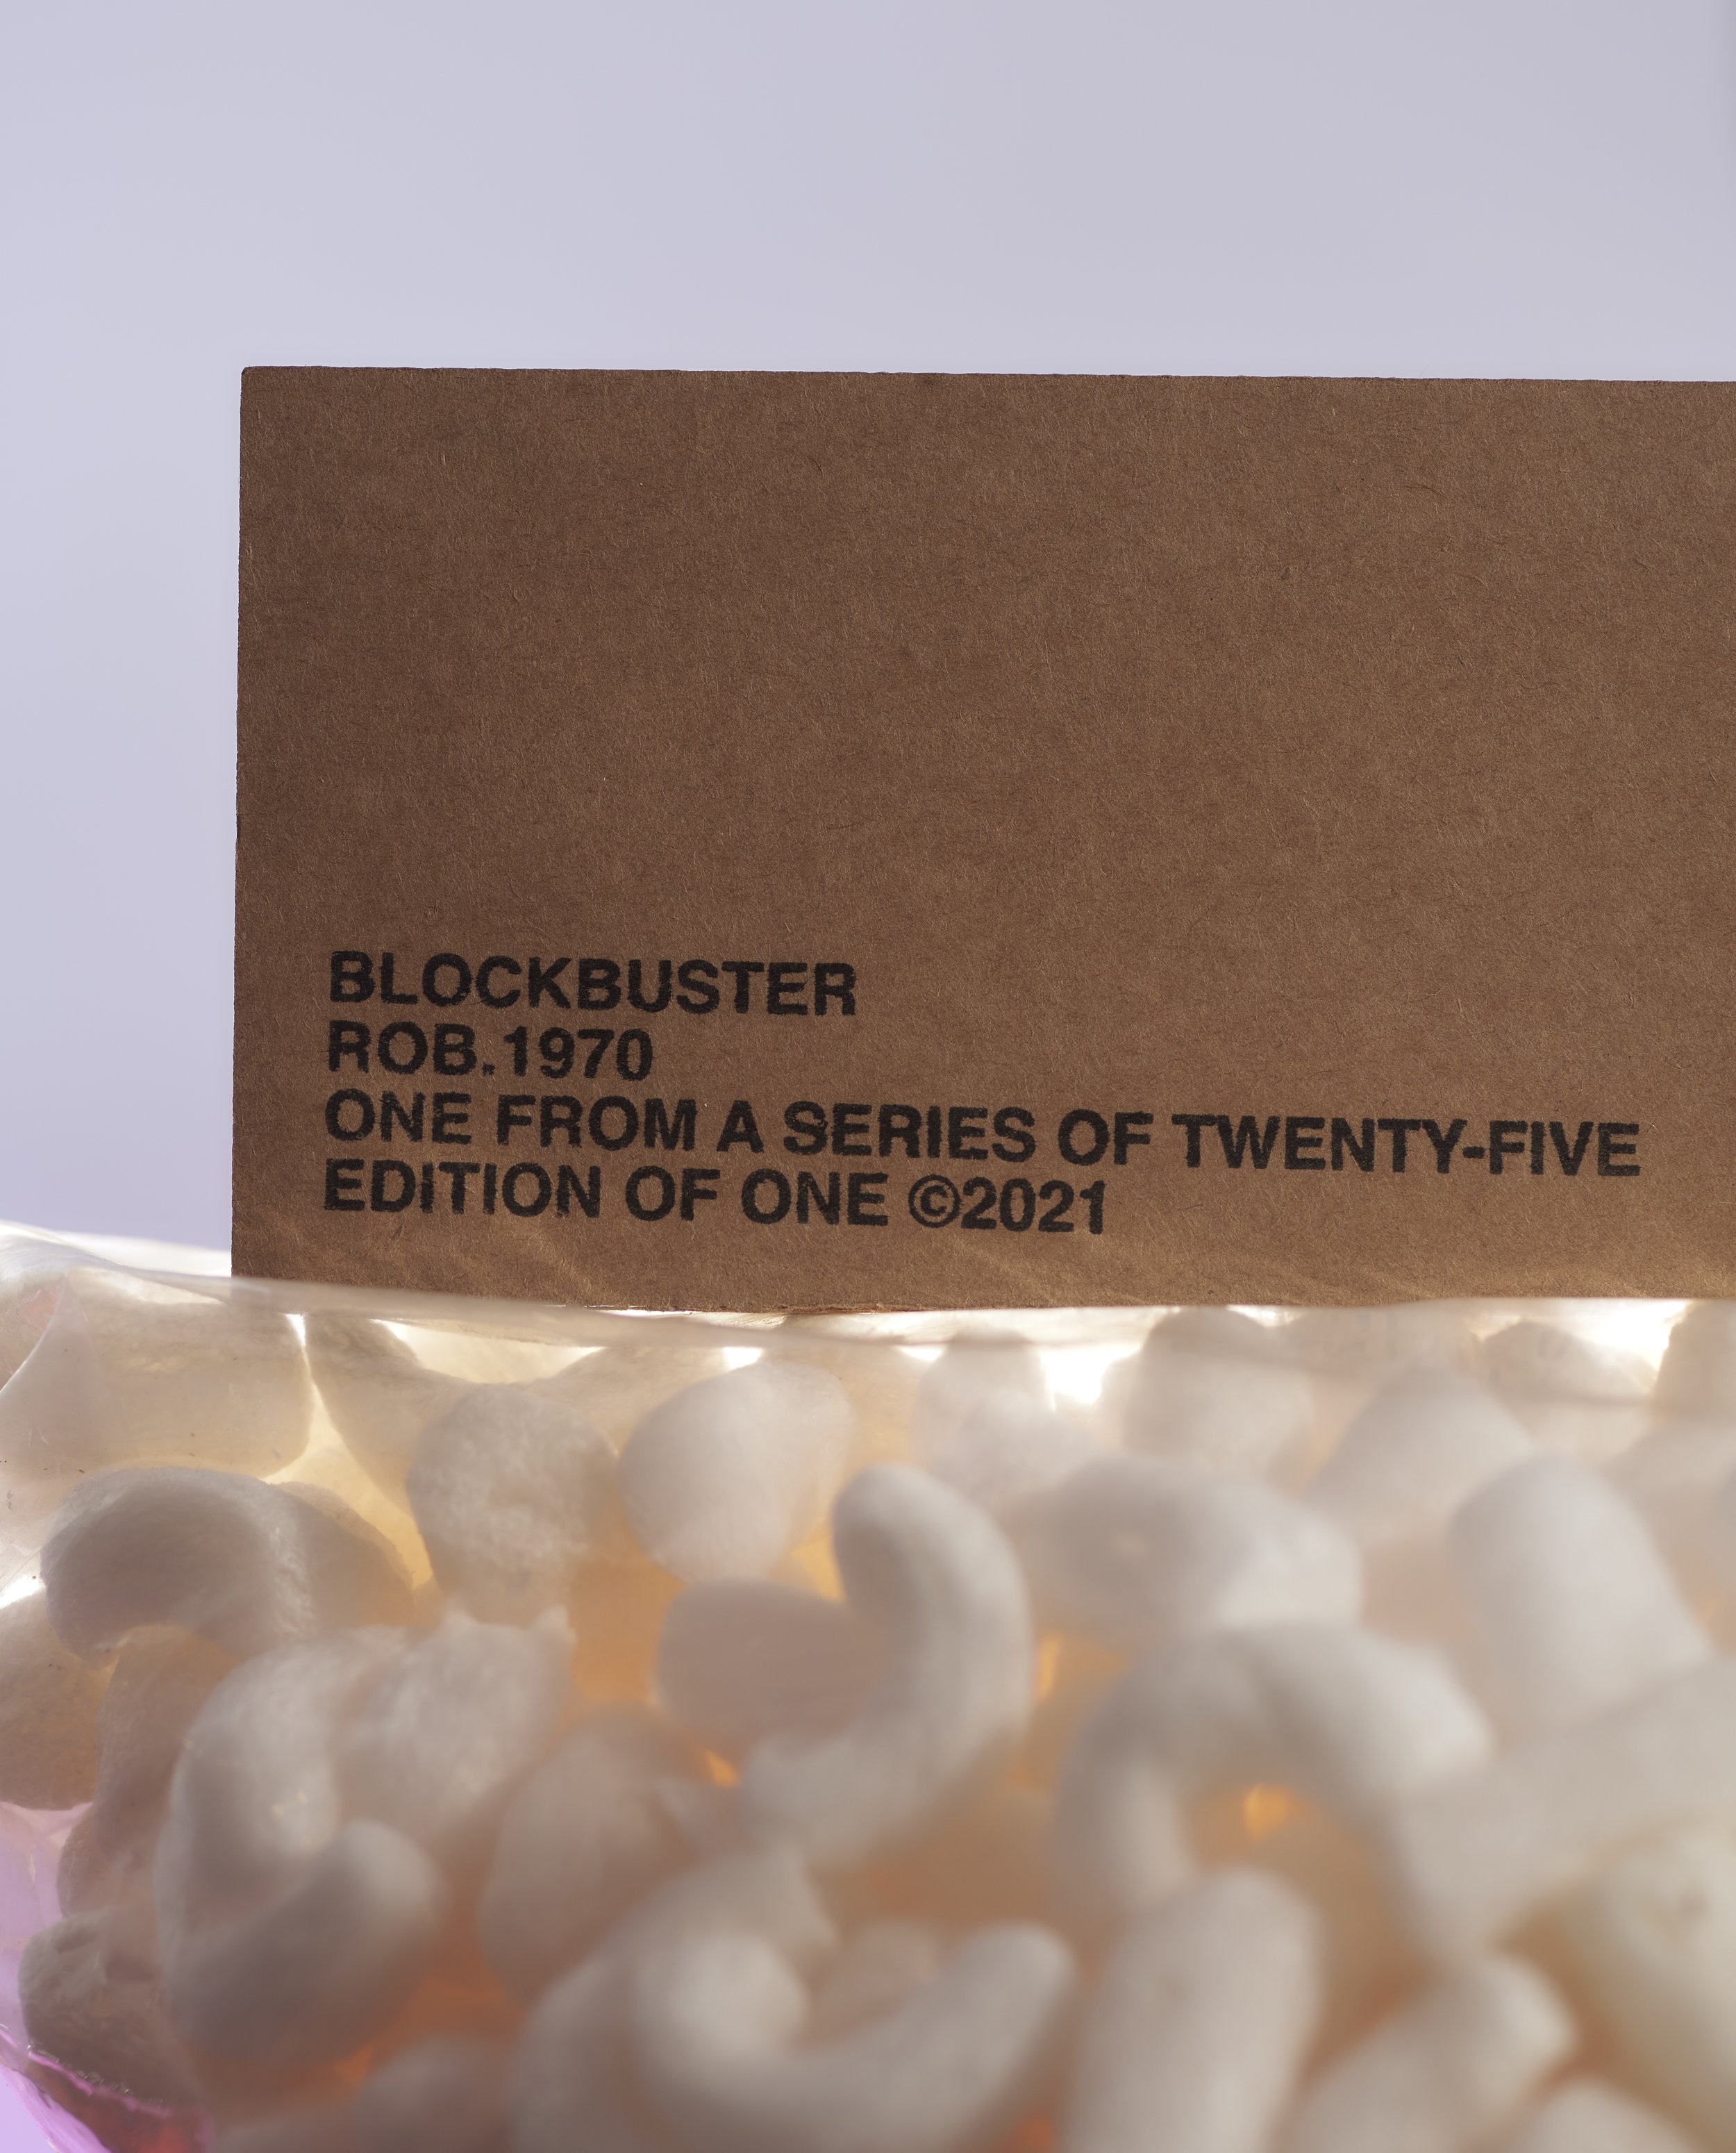 BLOCKBUSTER
ROB.1970
ONE FROM A SERIES OF TWENTY-FIVE
EDITION OF ONE ©2021